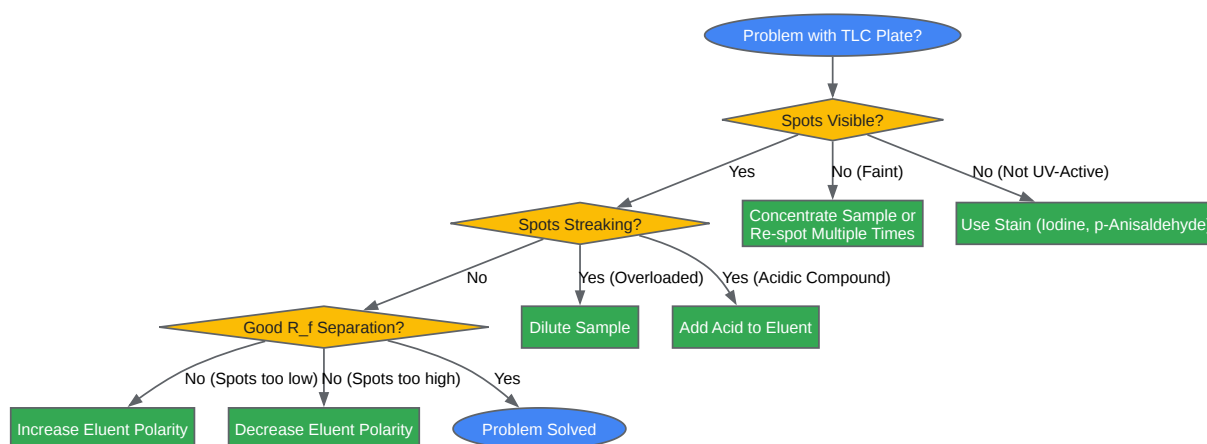 Problem with TLC Plate?
Spots Visible?
Yes
No (Faint)
No (Not UV-Active)
Spots Streaking?
Concentrate Sample or
Re-spot Multiple Times
Use Stain (Iodine, p-Anisaldehyde)
No
Yes (Overloaded)
Yes (Acidic Compound)
Good R_f Separation?
Dilute Sample
Add Acid to Eluent
No (Spots too low)
No (Spots too high)
Yes
Increase Eluent Polarity
Decrease Eluent Polarity
Problem Solved